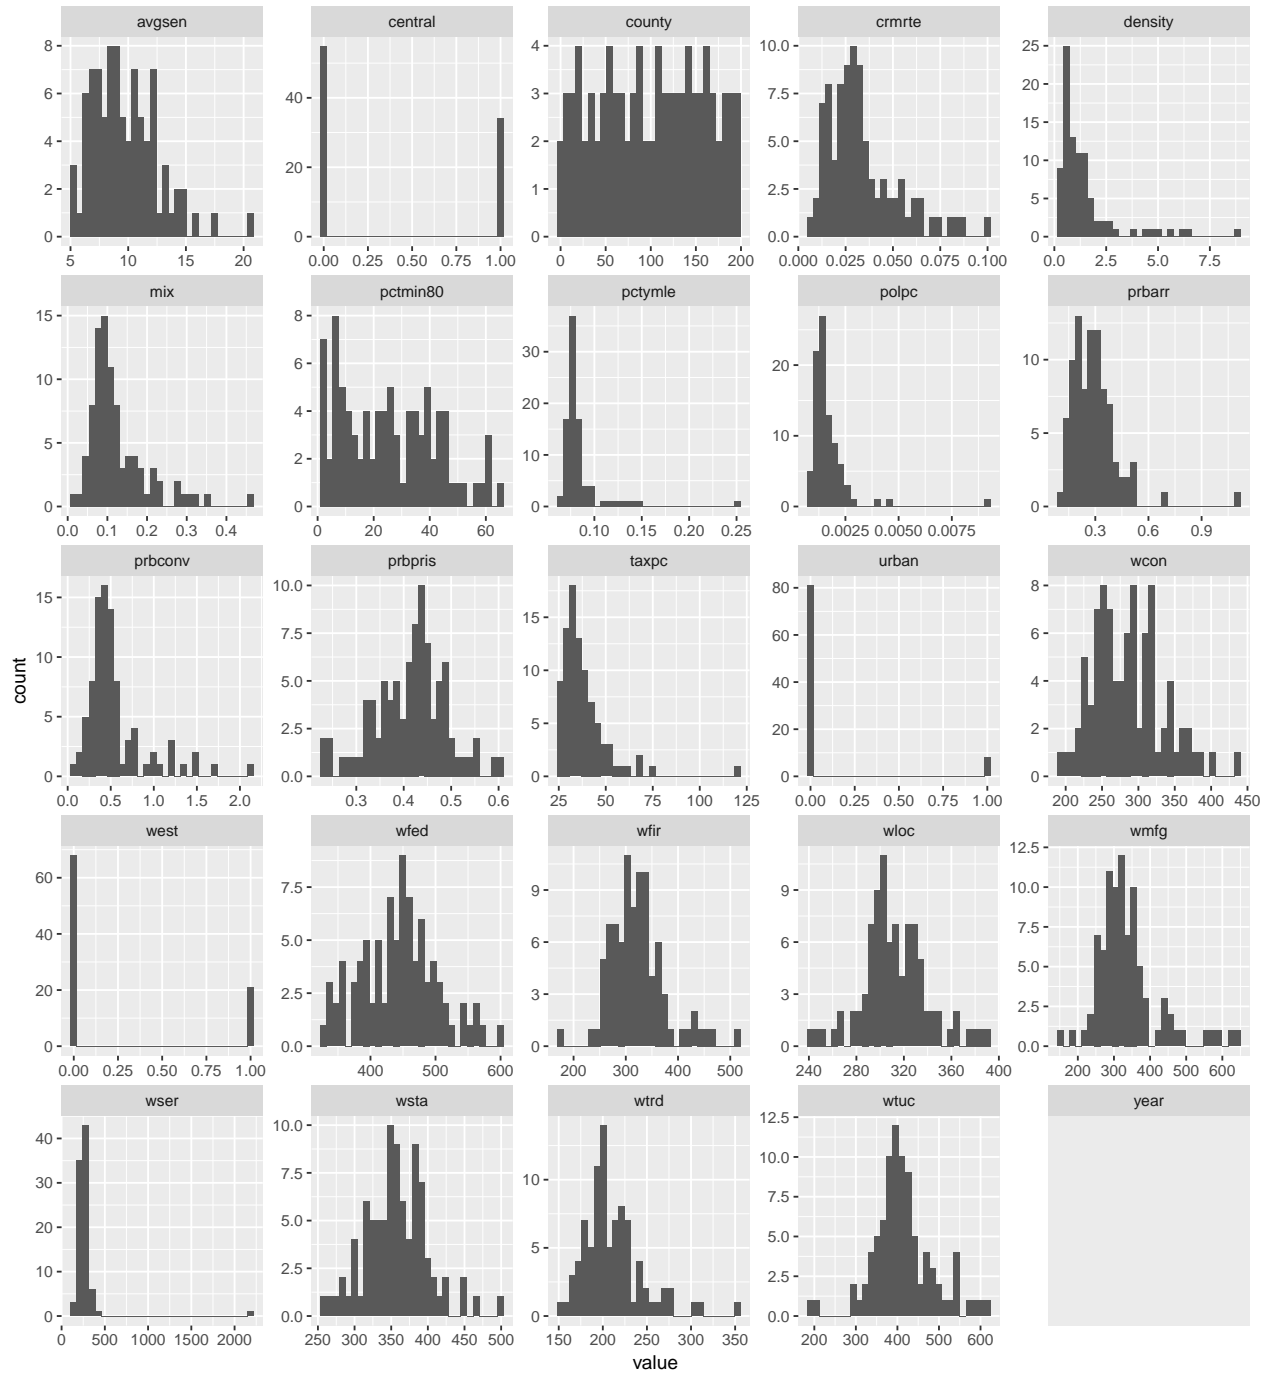 avgsen central county crmrte density
8 6 4 2 0
5 10 15 20
40 20 0
0.00 0.25 0.50 0.75 1.00
4 3 2 1 0
0 50 100 150 200
10.0 7.5 5.0 2.5 0.0
0.000 0.025 0.050 0.075 0.100
25 20 15 10 5 0
0.0 2.5 5.0 7.5
mix pctmin80 pctymle polpc prbarr
15 10 5 0
0.0 0.1 0.2 0.3 0.4
8 6 4 2 0
0 20 40 60
30 20 10 0
0.10 0.15 0.20 0.25
20 10 0
0.0025 0.0050 0.0075
10 5 0
0.3 0.6 0.9
prbconv prbpris taxpc urban wcon
15 10 5 0
0.0 0.5 1.0 1.5 2.0
10.0 7.5 5.0 2.5 0.0
0.3 0.4 0.5 0.6
15 10 5 0
25 50 75 100 125
80 60 40 20 0
0.00 0.25 0.50 0.75 1.00
8 6 4 2 0
200 250 300 350 400 450
count
west wfed wfir wloc wmfg
60 40 20 0
0.00 0.25 0.50 0.75 1.00
7.5 5.0 2.5 0.0
400 500 600
9 6 3 0
200 300 400 500
9 6 3 0
240 280 320 360 400
12.5 10.0 7.5 5.0 2.5 0.0
200 300 400 500 600
wser wsta wtrd wtuc year
40 30 20 10 0
0 500 1000 1500 2000
10.0 7.5 5.0 2.5 0.0
250 300 350 400 450 500
10 5 0
150 200 250 300 350
12.5 10.0 7.5 5.0 2.5 0.0
200 300 400 500 600
value